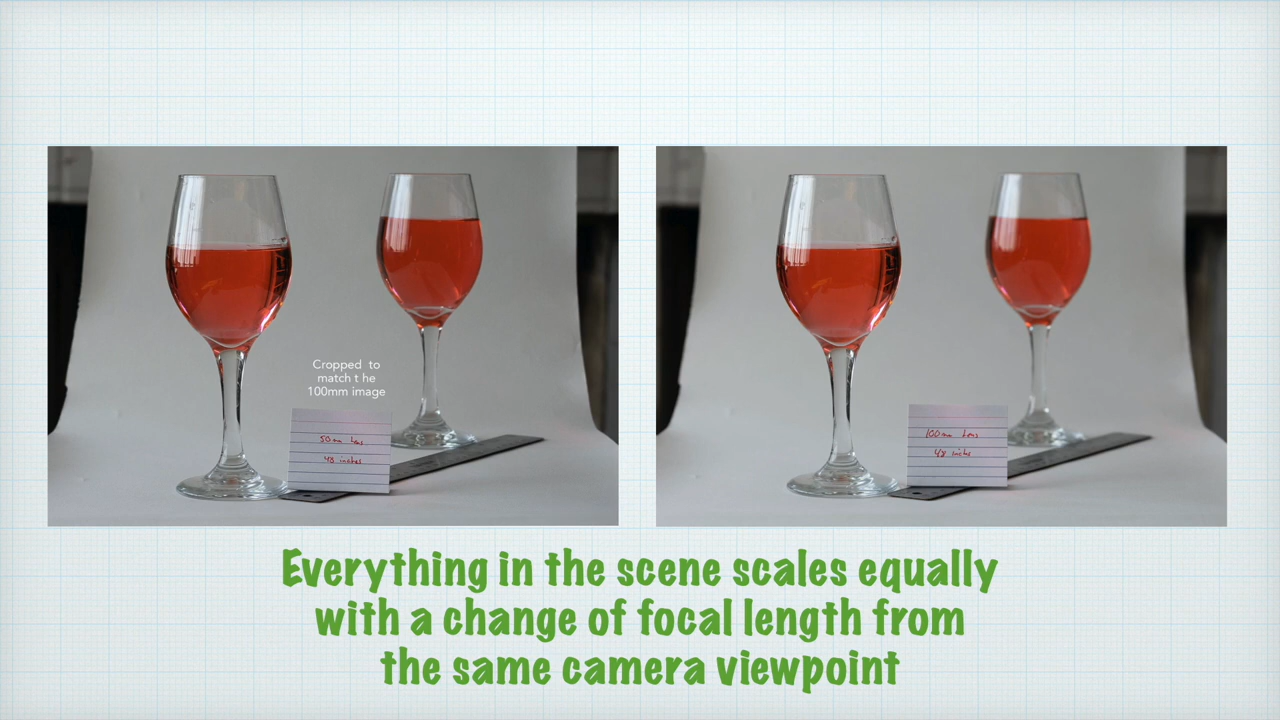 Cropped to
match t he
100mm image
50mm Lens
48 inches
100mm Lens
48 inches
Everything in the scene scales equally
with a change of focal length from
the same camera viewpoint